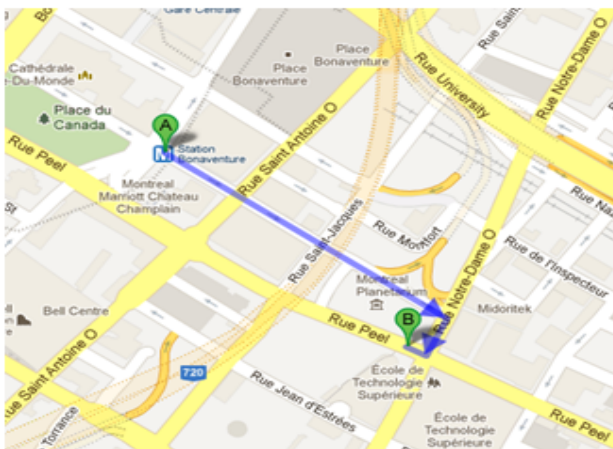 Gare Centrale
Place
Bonaventure
Place
Bonaventure
Rue University
Rue Notre-Dame O
Cathédrale
Du-Monde
Place du
Canada
A
M
Station
Bonaventure
Rue Saint Antoine O
Rue Peel
Montreal
Marriott Chateau
Champlain
St
Rue Saint-Jacques
Rue Montfort
Rue de l'Inspecteur
Rue Na
Montreal
Planetarium
Rue Notre-Dame O
Midoritek
Bell Centre
Rue Peel
B
720
Rue Saint Antoine O
Rue Jean d'Estrées
École de
Technologie
Supérieure
Rue Peel
École de
Technologie
Supérieure
Torrance